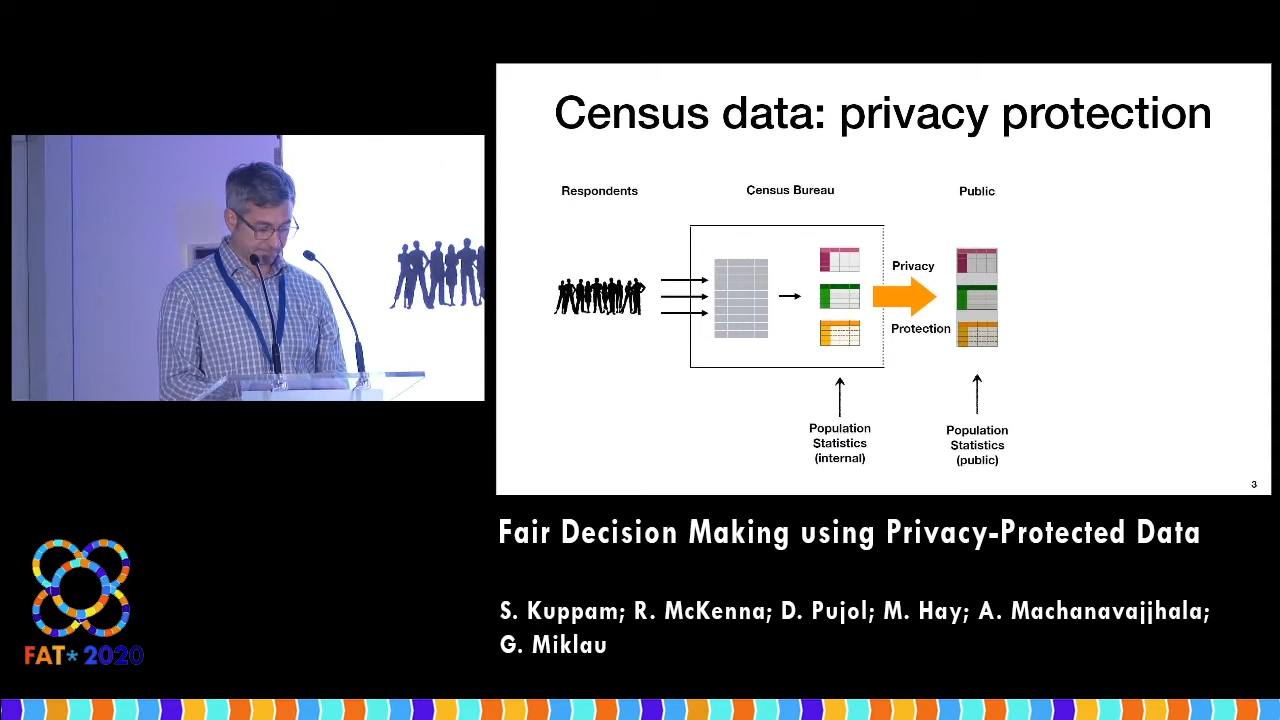 Census data: privacy protection
Respondents
Census Bureau
Public
Privacy
Protection
Population
Statistics
(internal)
Population
Statistics
(public)
3
Fair Decision Making using Privacy-Protected Data
S. Kuppam; R. McKenna; D. Pujol; M. Hay; A. Machanavajjhala;
G. Miklau
FAT* 2020